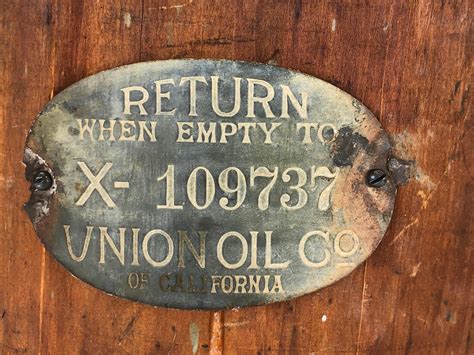 RETURN
WHEN EMPTY TO
X- 109737
UNION OIL CO
OF CALIFORNIA